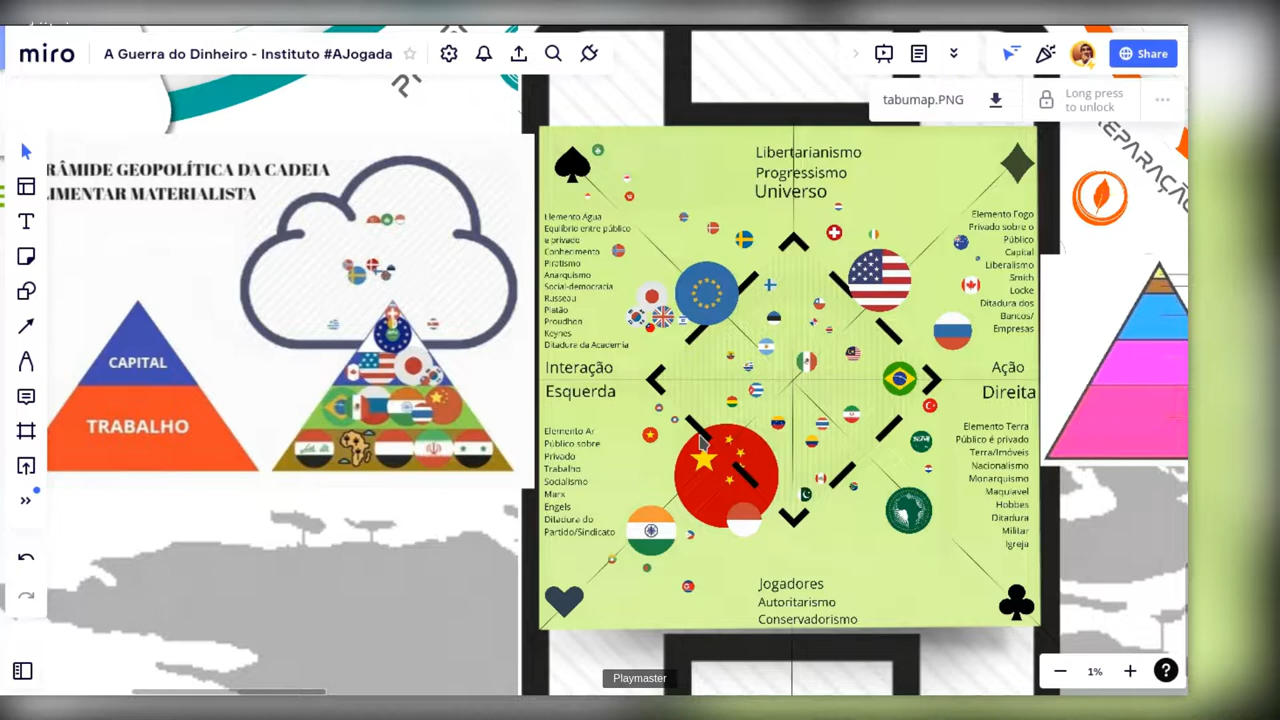 miro
A Guerra do Dinheiro - Instituto #AJogada
Share
tabumap.PNG
Long press
to unlock
RÂMIDE GEOPOLÍTICA DA CADEIA
LIMENTAR MATERIALISTA
CAPITAL
TRABALHO
Libertarianismo
Progressismo
Universo
Elemento Água
Equilíbrio entre público
e privado
Conhecimento
Piratismo
Anarquismo
Social-democracia
Russeau
Platão
Proudhon
Keynes
Ditadura da Academia
Interação
Esquerda
Elemento Ar
Público sobre
Privado
Trabalho
Socialismo
Marx
Engels
Ditadura do
Partido/Sindicato
Elemento Fogo
Privado sobre o
Público
Capital
Liberalismo
Smith
Locke
Ditadura dos
Bancos/
Empresas
Ação
Direita
Elemento Terra
Público é privado
Terra/Imóveis
Nacionalismo
Monarquismo
Maquiavel
Hobbes
Ditadura
Militar
Igreja
Jogadores
Autoritarismo
Conservadorismo
EPARAÇÃO
Playmaster
1%